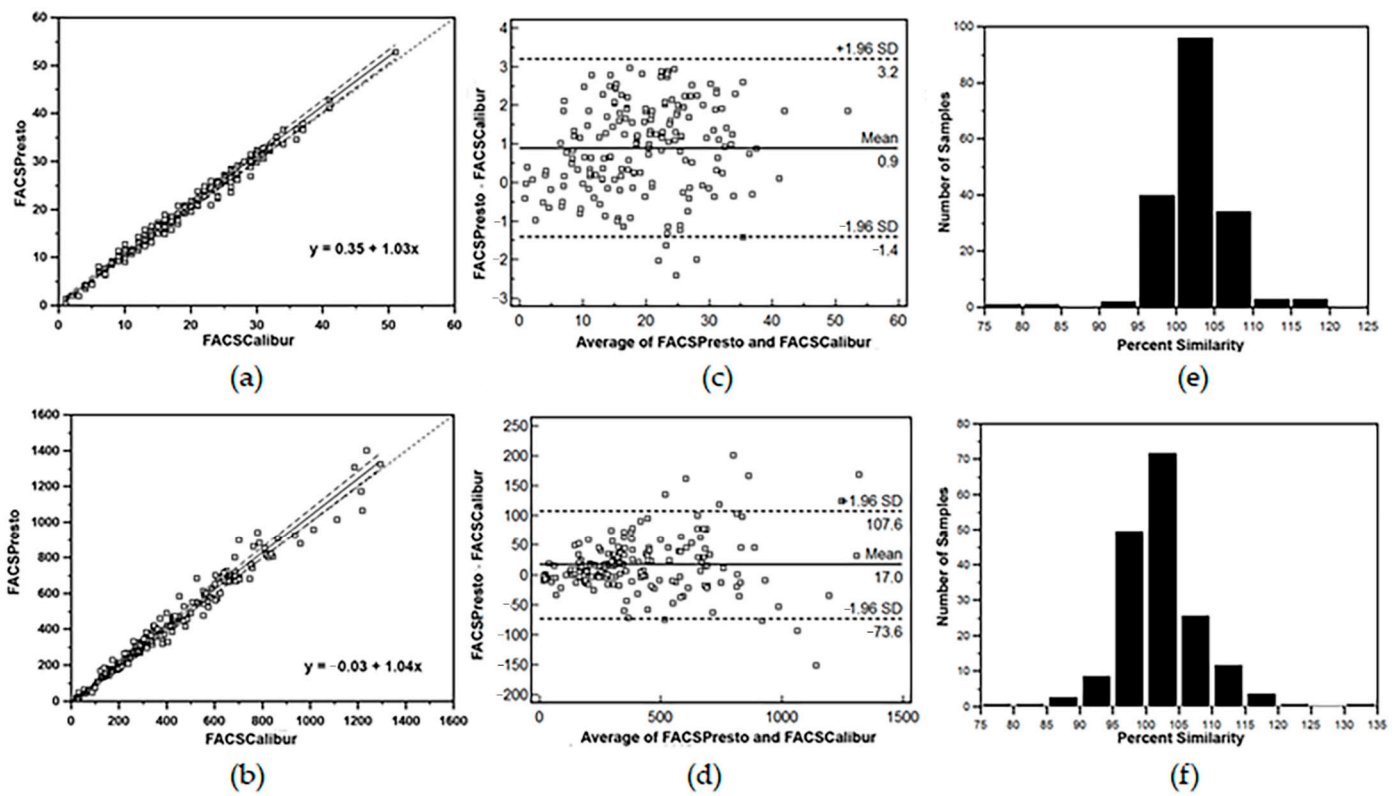 60
50
40
30
20
10
0
FACSPresto
y = 0.35 + 1.03x
0 10 20 30 40 50 60
FACSCalibur
(a)
4
3
2
1
0
−1
−2
−3
FACSPresto - FACSCalibur
+1.96 SD
3.2
Mean
0.9
−1.96 SD
−1.4
0 10 20 30 40 50 60
Average of FACSPresto and FACSCalibur
(c)
100
80
60
40
20
0
Number of Samples
75 80 85 90 95 100 105 110 115 120 125
Percent Similarity
(e)
1600
1400
1200
1000
800
600
400
200
0
FACSPresto
y = −0.03 + 1.04x
0 200 400 600 800 1000 1200 1400 1600
FACSCalibur
(b)
250
200
150
100
50
0
−50
−100
−150
−200
FACSPresto - FACSCalibur
+1.96 SD
107.6
Mean
17.0
−1.96 SD
−73.6
0 500 1000 1500
Average of FACSPresto and FACSCalibur
(d)
80
70
60
50
40
30
20
10
0
Number of Samples
75 80 85 90 95 100 105 110 115 120 125 130 135
Percent Similarity
(f)